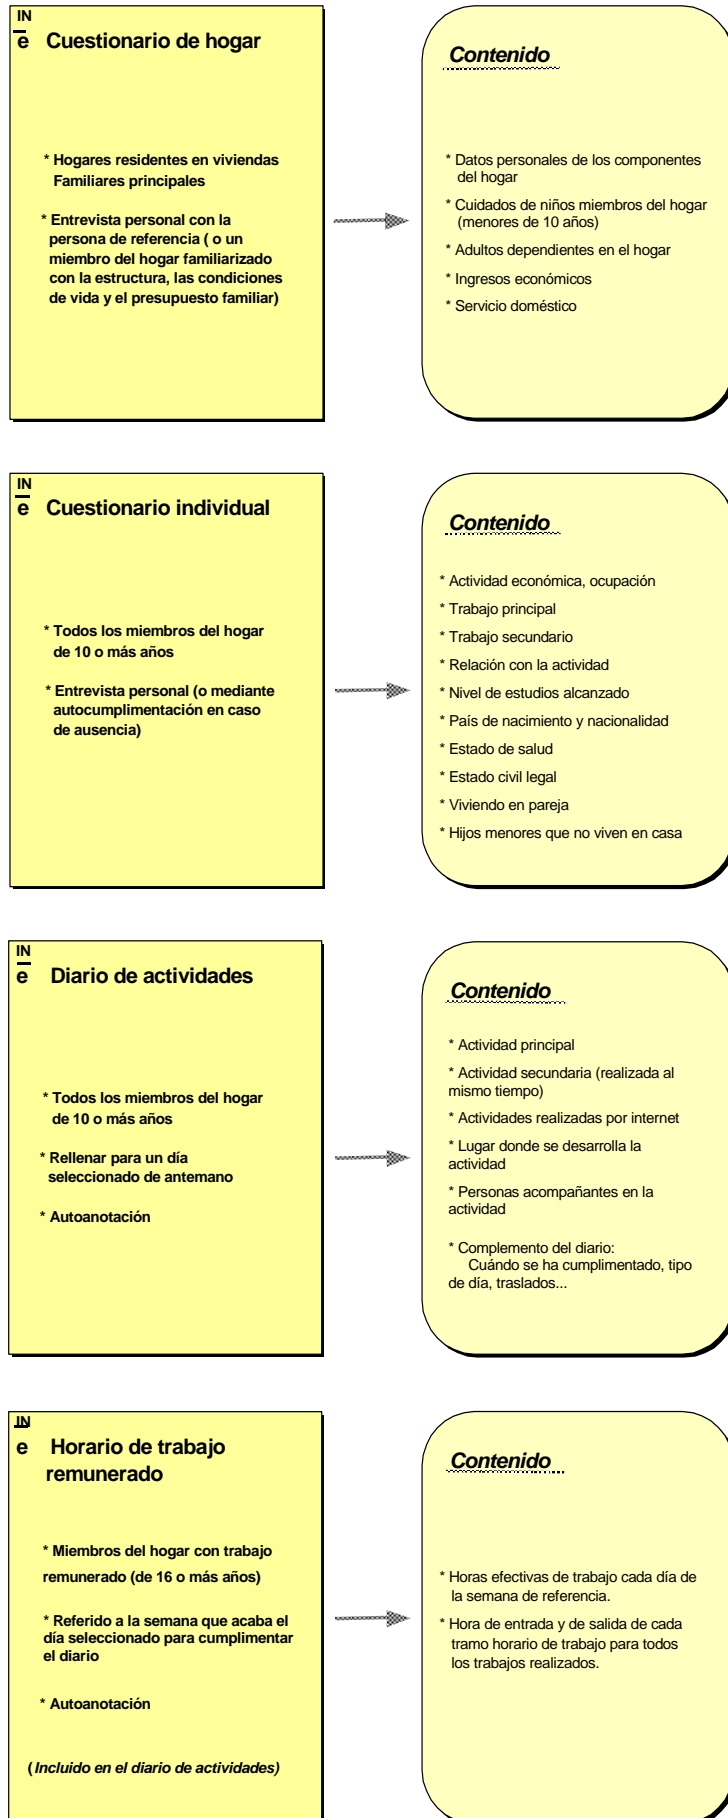 IN
e Cuestionario de hogar
* Hogares residentes en viviendas
Familiares principales
* Entrevista personal con la
persona de referencia ( o un
miembro del hogar familiarizado
con la estructura, las condiciones
de vida y el presupuesto familiar)
Contenido
* Datos personales de los componentes
del hogar
* Cuidados de niños miembros del hogar
(menores de 10 años)
* Adultos dependientes en el hogar
* Ingresos económicos
* Servicio doméstico
IN
e Cuestionario individual
* Todos los miembros del hogar
de 10 o más años
* Entrevista personal (o mediante
autocumplimentación en caso
de ausencia)
Contenido
* Actividad económica, ocupación
* Trabajo principal
* Trabajo secundario
* Relación con la actividad
* Nivel de estudios alcanzado
* País de nacimiento y nacionalidad
* Estado de salud
* Estado civil legal
* Viviendo en pareja
* Hijos menores que no viven en casa
IN
e Diario de actividades
* Todos los miembros del hogar
de 10 o más años
* Rellenar para un día
seleccionado de antemano
* Autoanotación
Contenido
* Actividad principal
* Actividad secundaria (realizada al
mismo tiempo)
* Actividades realizadas por internet
* Lugar donde se desarrolla la
actividad
* Personas acompañantes en la
actividad
* Complemento del diario:
Cuándo se ha cumplimentado, tipo
de día, traslados...
IN
e Horario de trabajo
remunerado
* Miembros del hogar con trabajo
remunerado (de 16 o más años)
* Referido a la semana que acaba el
día seleccionado para cumplimentar
el diario
* Autoanotación
(Incluido en el diario de actividades)
Contenido
* Horas efectivas de trabajo cada día de
la semana de referencia.
* Hora de entrada y de salida de cada
tramo horario de trabajo para todos
los trabajos realizados.